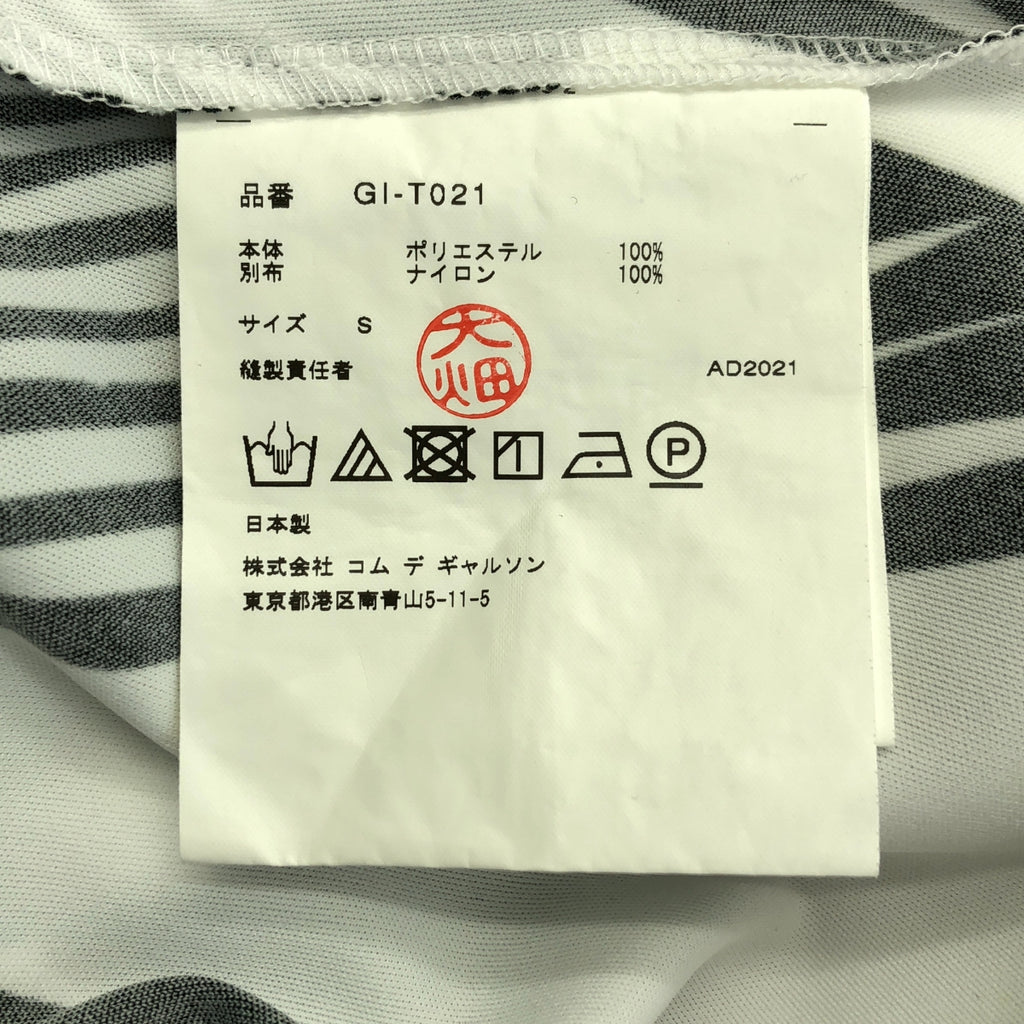 品番 GI-T021
本体 ポリエステル 100%
別布 ナイロン 100%
サイズ S
大畑
縫製責任者 AD2021
P
日本製
株式会社 コム デ ギャルソン
東京都港区南青山5-11-5